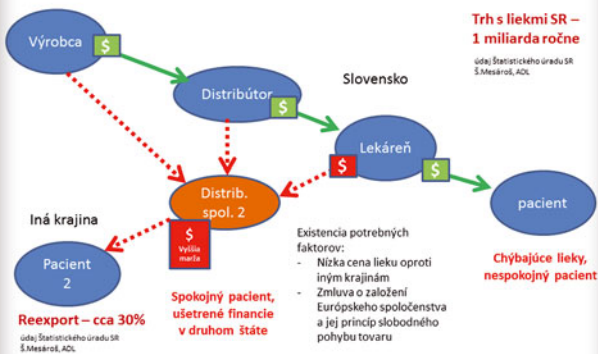 Trh s liekmi SR –
1 miliarda ročne
údaj Štatistického úradu SR
Š.Mesároš, ADL
Výrobca
$
Slovensko
Distribútor
$
Lekáreň
$
$
pacient
Distrib.
spol. 2
$
Vyššia
marža
Iná krajina
Pacient
2
Existencia potrebných
faktorov:
- Nízka cena lieku oproti
iným krajinám
- Zmluva o založení
Európskeho spoločenstva
a jej princíp slobodného
pohybu tovaru
Chýbajúce lieky,
nespokojný pacient
Spokojný pacient,
ušetrené financie
v druhom štáte
Reexport – cca 30%
údaj Štatistického úradu SR
Š.Mesároš, ADL